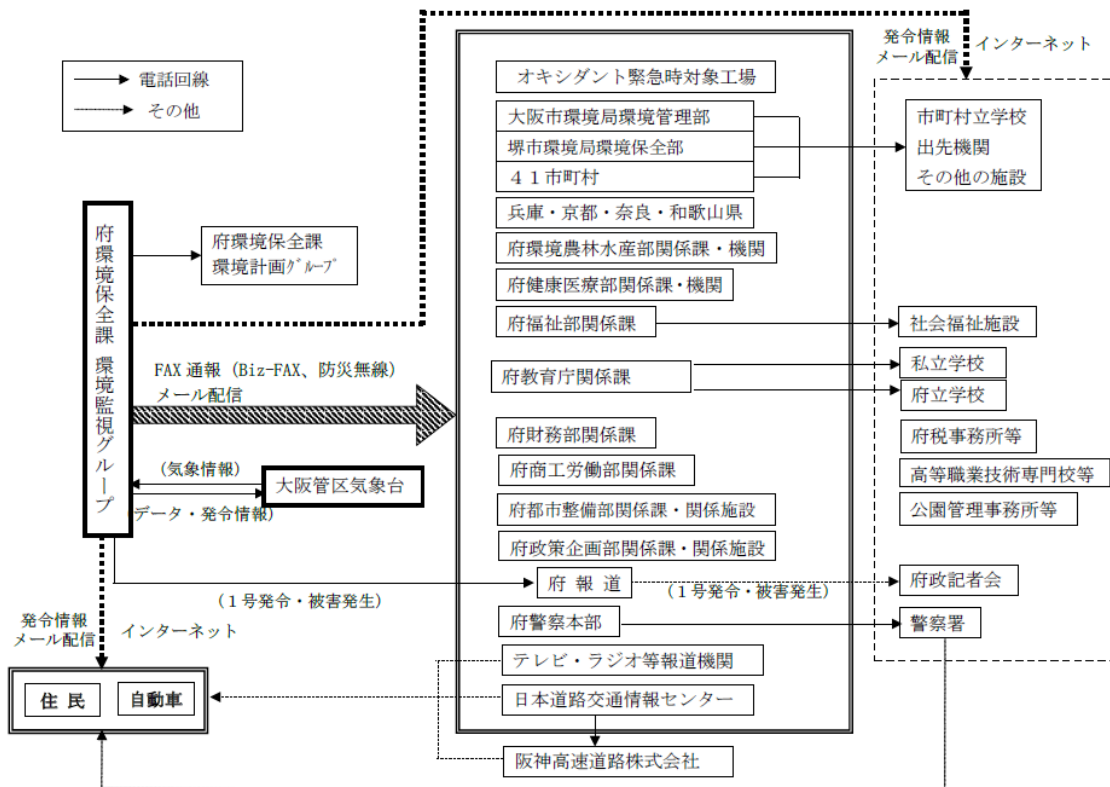 発令情報
メール配信
インターネット
電話回線
その他
オキシダント緊急時対象工場
大阪市環境局環境管理部
堺市環境局環境保全部
４１市町村
市町村立学校
出先機関
その他の施設
兵庫・京都・奈良・和歌山県
府環境保全課
環境計画ｸﾞﾙｰﾌﾟ
府環境農林水産部関係課・機関
府健康医療部関係課・機関
府環境保全課 環境監視グループ
府福祉部関係課
社会福祉施設
FAX 通報（Biz-FAX、防災無線）
メール配信
府教育庁関係課
私立学校
府立学校
府財務部関係課
府税事務所等
(気象情報)
大阪管区気象台
データ・発令情報)
府商工労働部関係課
高等職業技術専門校等
府都市整備部関係課・関係施設
公園管理事務所等
府政策企画部関係課・関係施設
府 報 道
（１号発令・被害発生）
府政記者会
（１号発令・被害発生）
発令情報
メール配信
インターネット
府警察本部
警察署
テレビ・ラジオ等報道機関
住 民
自動車
日本道路交通情報センター
阪神高速道路株式会社